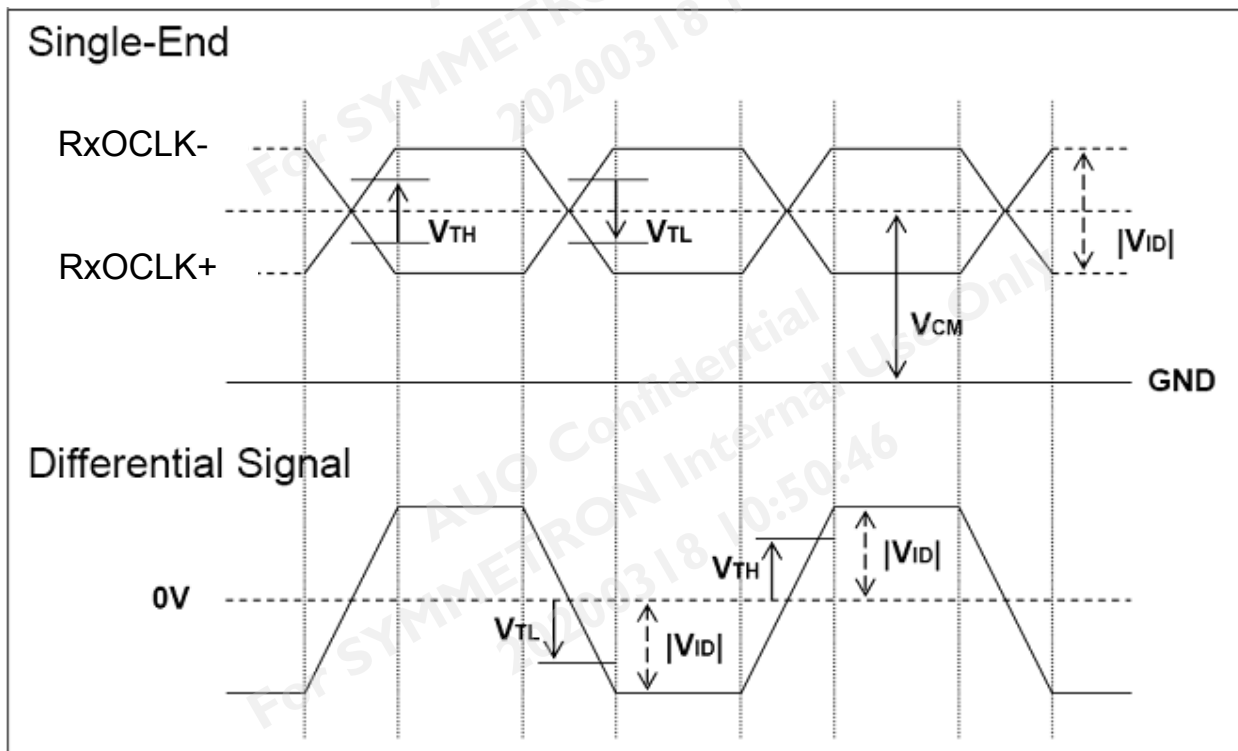 Single-End
RxOCLK-
VTH
VTL
|VID|
RxOCLK+
VCM
GND
Differential Signal
|VID|
VTH
0V
VTL
|VID|
For SYMMETRON
20200318 1
AUO Confidential
For SYMMETRON Internal Use Only
20200318 10:50:46